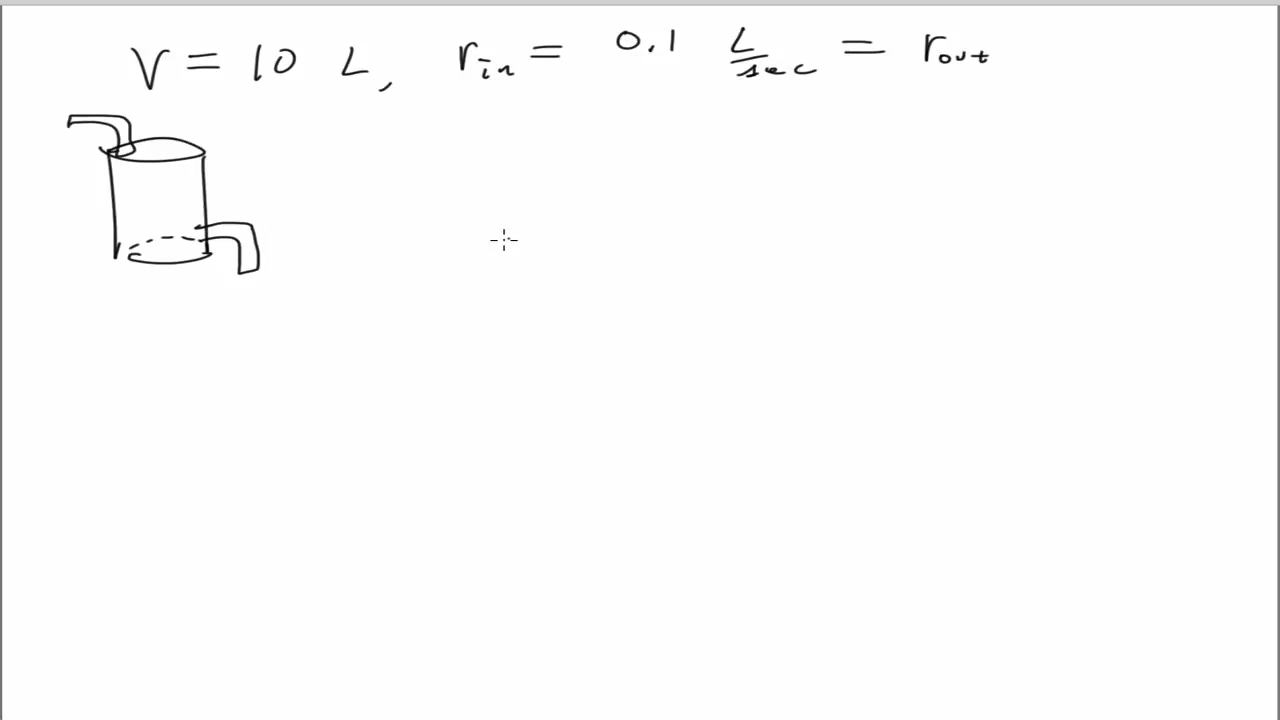 V = 10 L, r_in = 0.1 L/sec = r_out